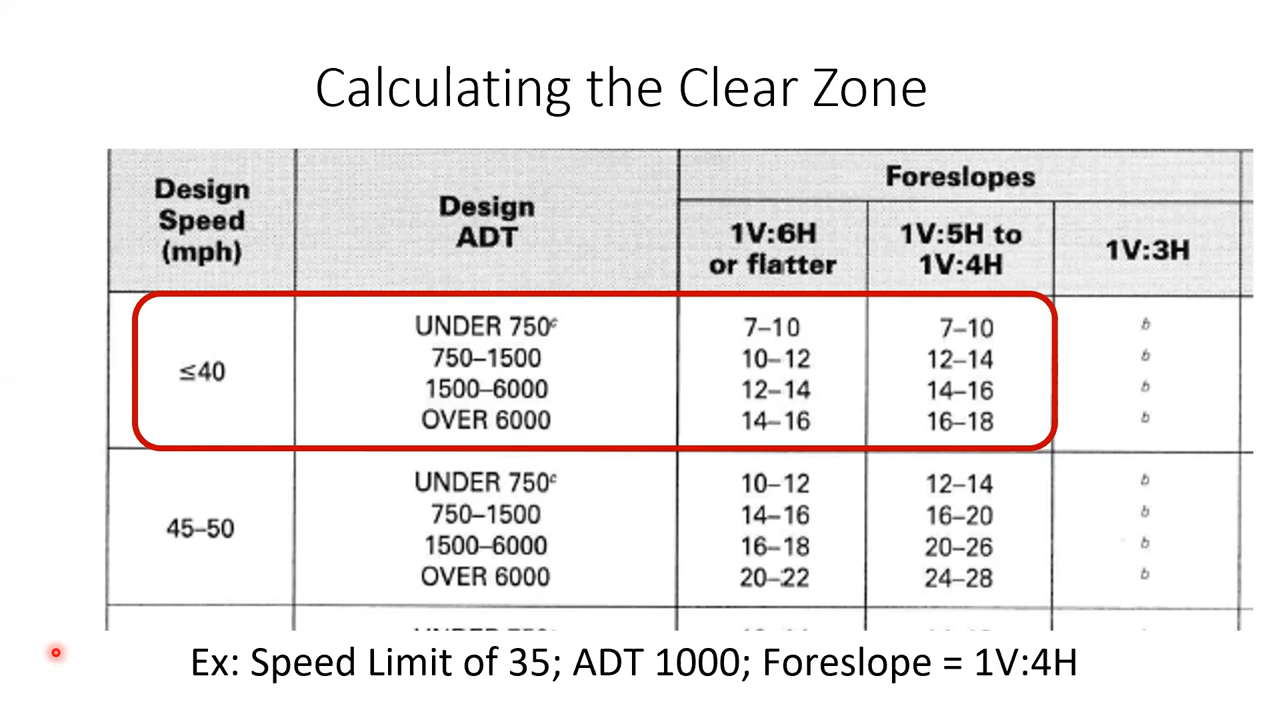 Calculating the Clear Zone
Design Speed (mph) Design ADT Foreslopes
1V:6H or flatter 1V:5H to 1V:4H 1V:3H
≤40
UNDER 750ᶜ 7–10 7–10 b
750–1500 10–12 12–14 b
1500–6000 12–14 14–16 b
OVER 6000 14–16 16–18 b
45–50
UNDER 750ᶜ 10–12 12–14 b
750–1500 14–16 16–20 b
1500–6000 16–18 20–26 b
OVER 6000 20–22 24–28 b
Ex: Speed Limit of 35; ADT 1000; Foreslope = 1V:4H